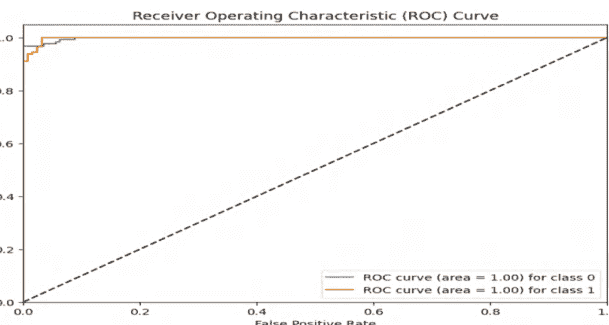 Receiver Operating Characteristic (ROC) Curve
.0
0.8
0.6
0.4
0.2
0.0
ROC curve (area = 1.00) for class 0
ROC curve (area = 1.00) for class 1
0.0 0.2 0.4 0.6 0.8 1.
False Positive Rate